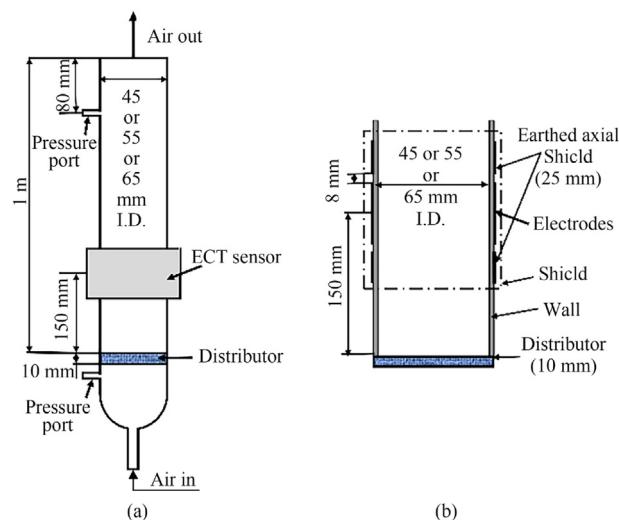 Air out
80 mm
Pressure
port
45
or
55
or
65
mm
I.D.
1 m
ECT sensor
150 mm
Distributor
10 mm
Pressure
port
Air in
(a)
Earthed axial
Shield
(25 mm)
45 or 55
or
65 mm
I.D.
8 mm
Electrodes
150 mm
Shield
Wall
Distributor
(10 mm)
(b)